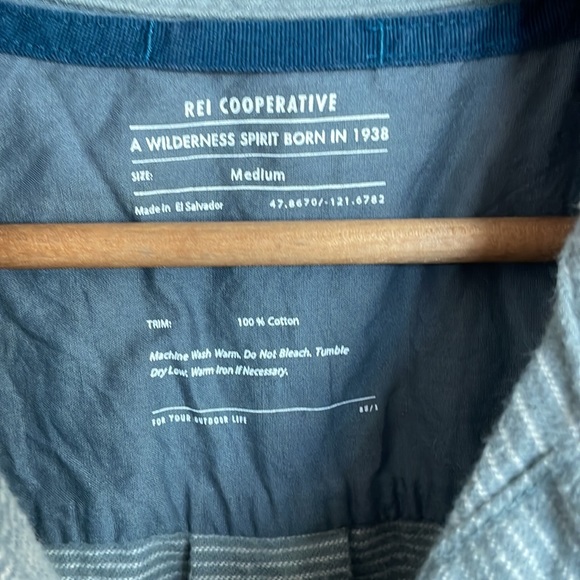 REI COOPERATIVE
A WILDERNESS SPIRIT BORN IN 1938
SIZE: Medium
Made in El Salvador 47.8670/-121.6782
TRIM: 100 % Cotton
Machine Wash Warm. Do Not Bleach. Tumble
Dry Low. Warm Iron if Necessary.
FOR YOUR OUTDOOR LIFE